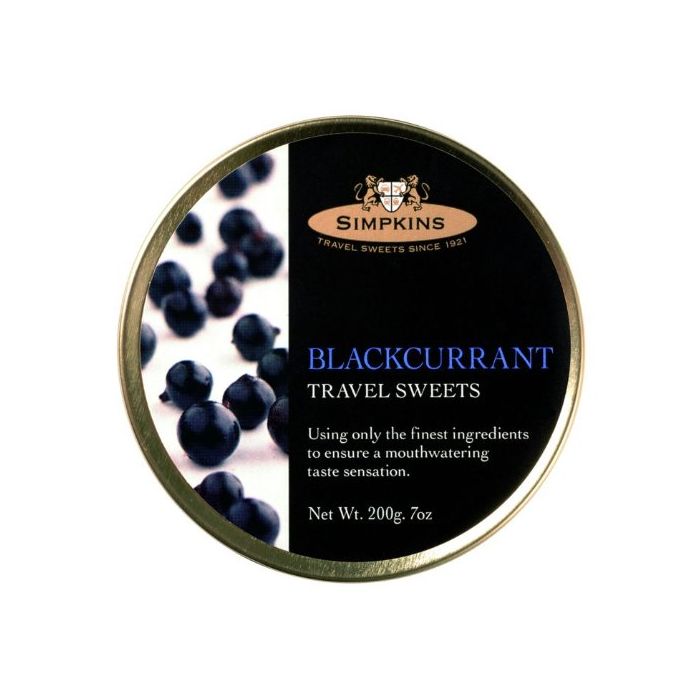 SIMPKINS
TRAVEL SWEETS SINCE 1921
BLACKCURRANT
TRAVEL SWEETS
Using only the finest ingredients
to ensure a mouthwatering
taste sensation.
Net Wt. 200g. 7oz